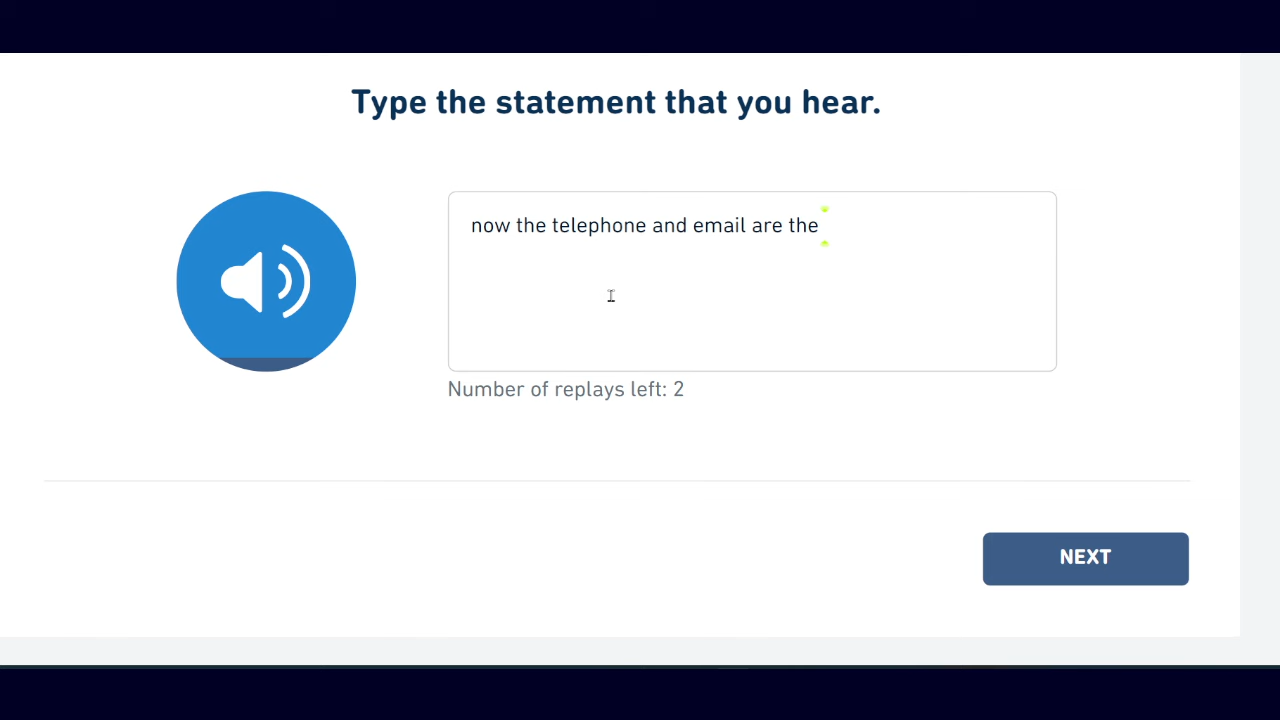 Type the statement that you hear.
now the telephone and email are the
Number of replays left: 2
NEXT